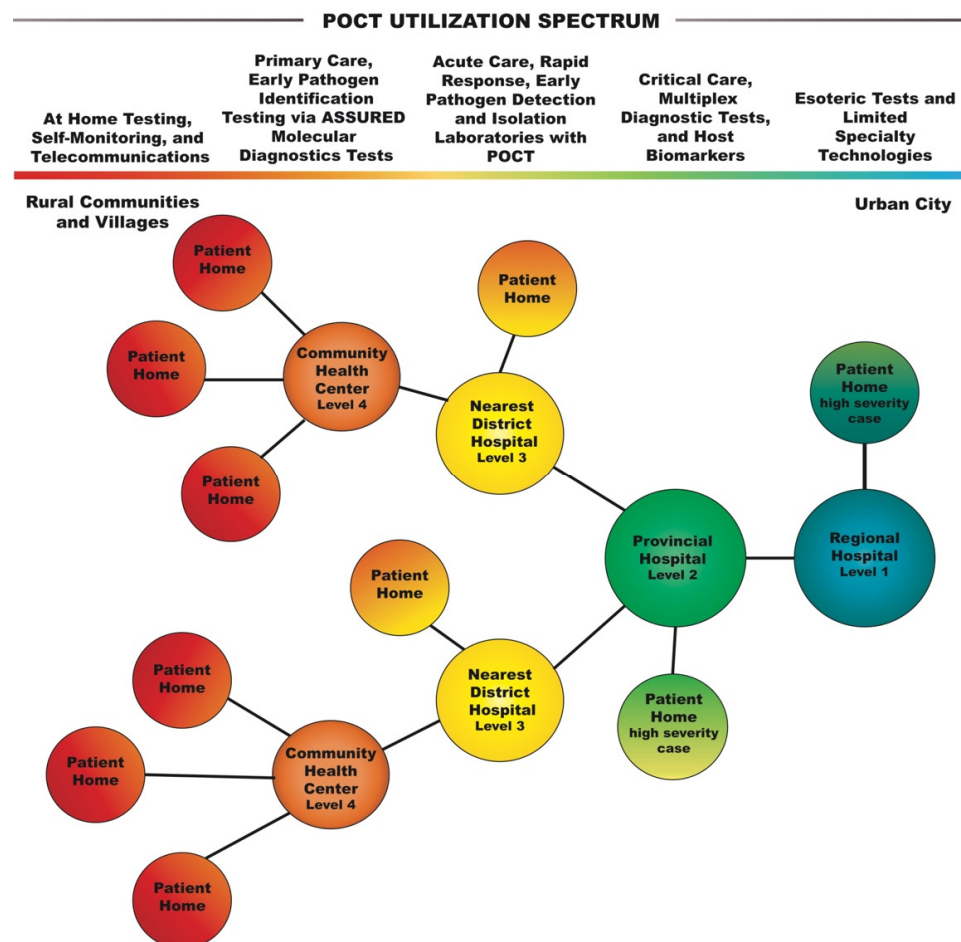 POCT UTILIZATION SPECTRUM
At Home Testing,
Self-Monitoring, and
Telecommunications
Primary Care,
Early Pathogen
Identification
Testing via ASSURED
Molecular
Diagnostics Tests
Acute Care, Rapid
Response, Early
Pathogen Detection
and Isolation
Laboratories with
POCT
Critical Care,
Multiplex
Diagnostic Tests,
and Host
Biomarkers
Esoteric Tests and
Limited
Specialty
Technologies
Rural Communities
and Villages
Urban City
Patient
Home
Patient
Home
Patient
Home
Community
Health
Center
Level 4
Patient
Home
Nearest
District
Hospital
Level 3
Patient
Home
high severity
case
Provincial
Hospital
Level 2
Regional
Hospital
Level 1
Patient
Home
Nearest
District
Hospital
Level 3
Patient
Home
high severity
case
Patient
Home
Patient
Home
Community
Health
Center
Level 4
Patient
Home